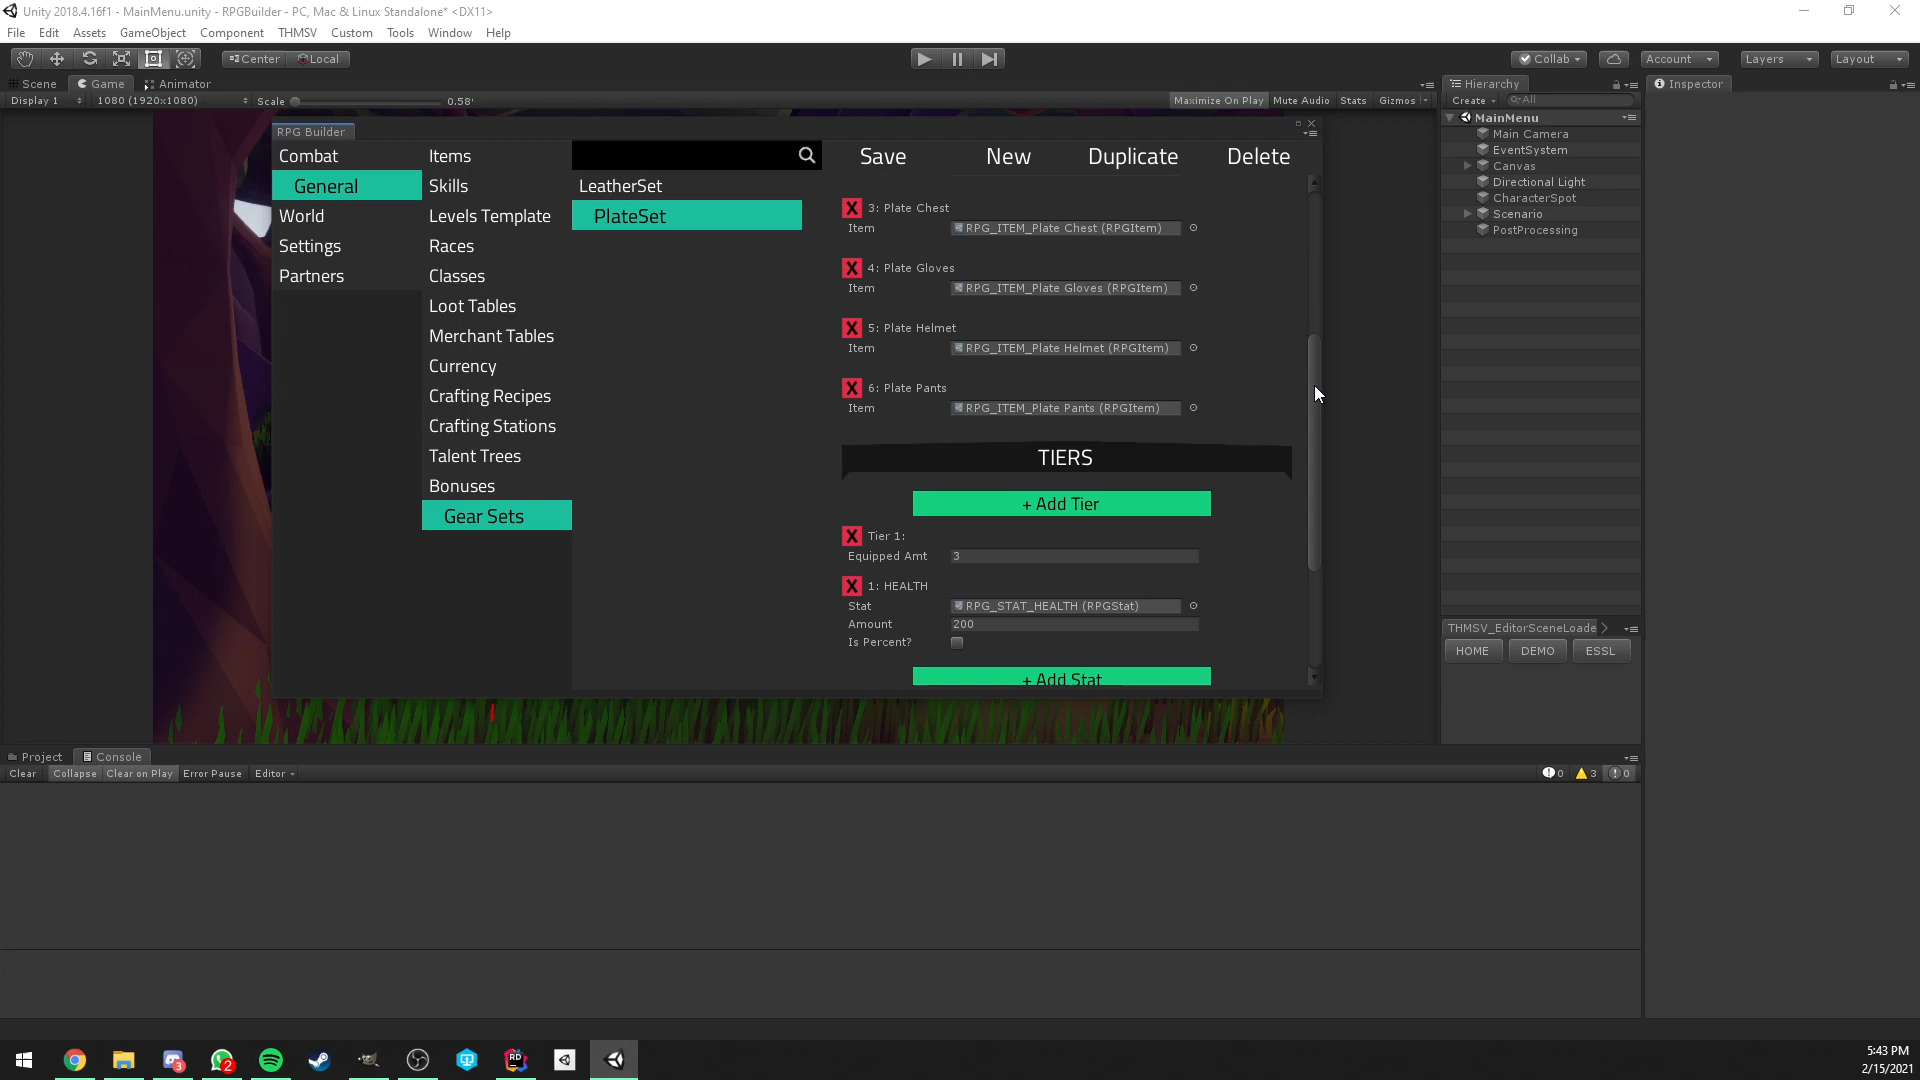 Unity 2018.4.16f1 - MainMenu.unity - RPGBuilder - PC, Mac & Linux Standalone* <DX11>
File Edit Assets GameObject Component THMSV Custom Tools Window Help
Center Local
Collab Account Layers Layout
Scene Game Animator
Display 1 1080 (1920x1080) Scale 0.58
Maximize On Play Mute Audio Stats Gizmos
RPG Builder
Combat
General
World
Settings
Partners
Items
Skills
Levels Template
Races
Classes
Loot Tables
Merchant Tables
Currency
Crafting Recipes
Crafting Stations
Talent Trees
Bonuses
Gear Sets
LeatherSet
PlateSet
Save New Duplicate Delete
X 3: Plate Chest
Item RPG_ITEM_Plate Chest (RPGItem)
X 4: Plate Gloves
Item RPG_ITEM_Plate Gloves (RPGItem)
X 5: Plate Helmet
Item RPG_ITEM_Plate Helmet (RPGItem)
X 6: Plate Pants
Item RPG_ITEM_Plate Pants (RPGItem)
TIERS
+ Add Tier
X Tier 1:
Equipped Amt 3
X 1: HEALTH
Stat RPG_STAT_HEALTH (RPGStat)
Amount 200
Is Percent?
+ Add Stat
Hierarchy
Create All
MainMenu
Main Camera
EventSystem
Canvas
Directional Light
CharacterSpot
Scenario
PostProcessing
THMSV_EditorSceneLoade
HOME DEMO ESSL
Inspector
Project Console
Clear Collapse Clear on Play Error Pause Editor
0 3 0
3
2
RD
5:43 PM
2/15/2021